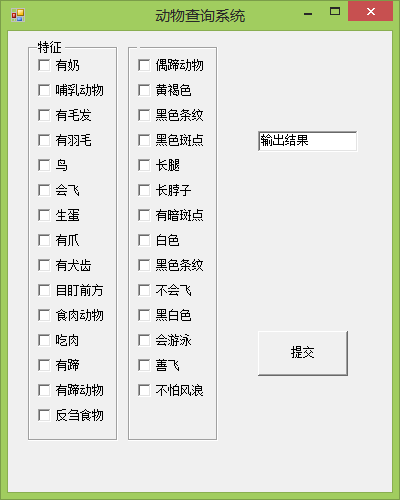 动物查询系统
特征
有奶
哺乳动物
有毛发
有羽毛
鸟
会飞
生蛋
有爪
有犬齿
目盯前方
食肉动物
吃肉
有蹄
有蹄动物
反刍食物
偶蹄动物
黄褐色
黑色条纹
黑色斑点
长腿
长脖子
有暗斑点
白色
黑色条纹
不会飞
黑白色
会游泳
善飞
不怕风浪
输出结果
提交